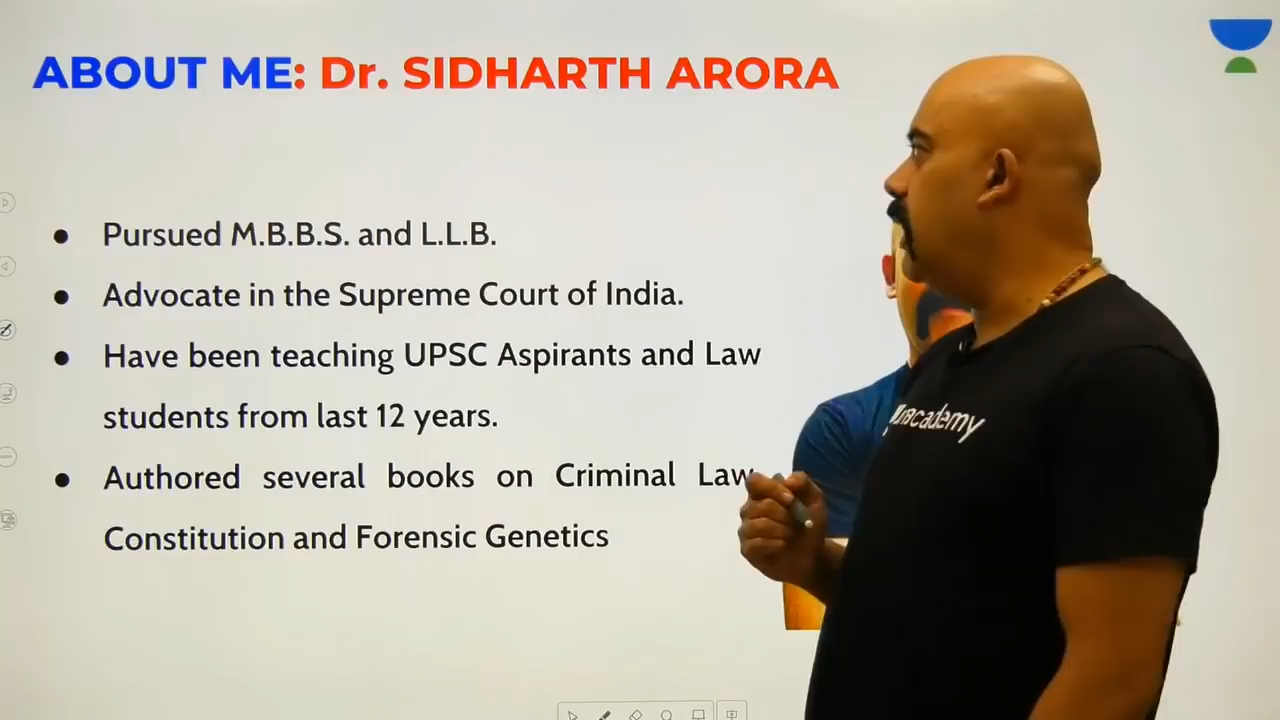 ABOUT ME: Dr. SIDHARTH ARORA
● Pursued M.B.B.S. and L.L.B.
● Advocate in the Supreme Court of India.
● Have been teaching UPSC Aspirants and Law
students from last 12 years.
● Authored several books on Criminal Law
Constitution and Forensic Genetics
unacademy